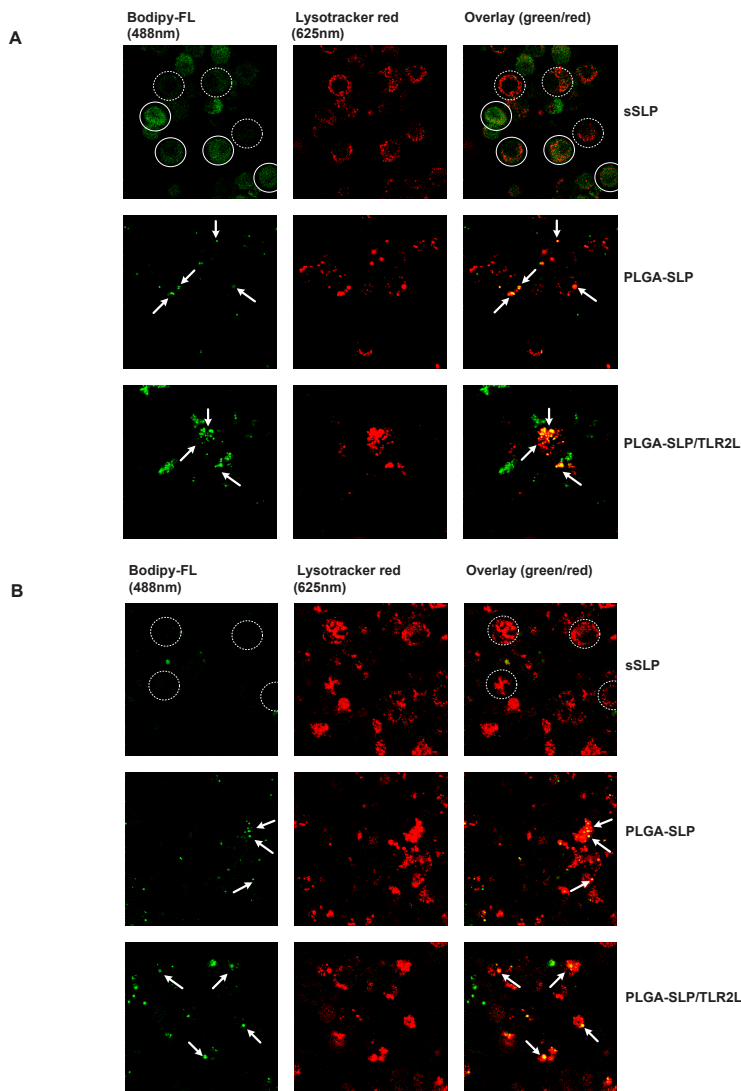 A
Bodipy-FL
(488nm)
Lysotracker red
(625nm)
Overlay (green/red)
sSLP
PLGA-SLP
PLGA-SLP/TLR2L
B
Bodipy-FL
(488nm)
Lysotracker red
(625nm)
Overlay (green/red)
sSLP
PLGA-SLP
PLGA-SLP/TLR2L